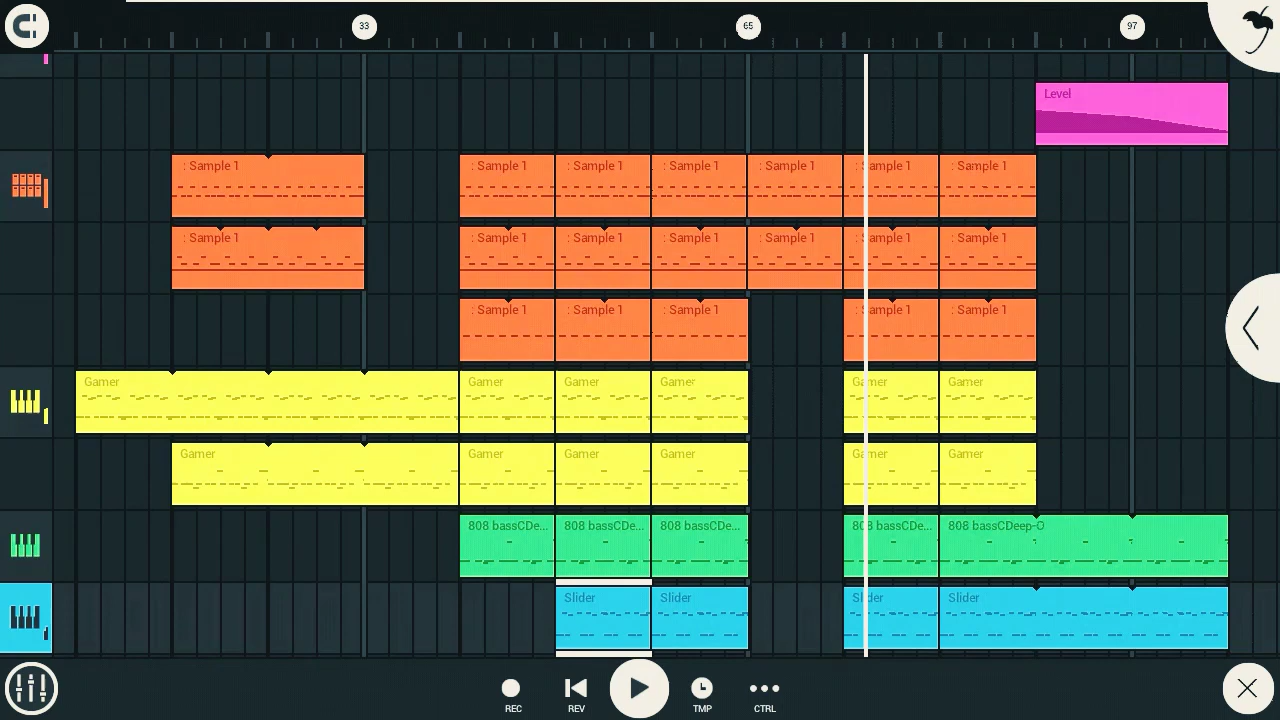 33 65 97
Level
: Sample 1 : Sample 1 : Sample 1 : Sample 1 : Sample 1 : Sample 1 : Sample 1
: Sample 1 : Sample 1 : Sample 1 : Sample 1 : Sample 1 : Sample 1 : Sample 1
: Sample 1 : Sample 1 : Sample 1 : Sample 1 : Sample 1
Gamer Gamer Gamer Gamer Gamer Gamer
Gamer Gamer Gamer Gamer Gamer Gamer
808 bassCDe... 808 bassCDe... 808 bassCDe... 808 bassCDe... 808 bassCDeep-O
Slider Slider Slider Slider
REC REV TMP CTRL